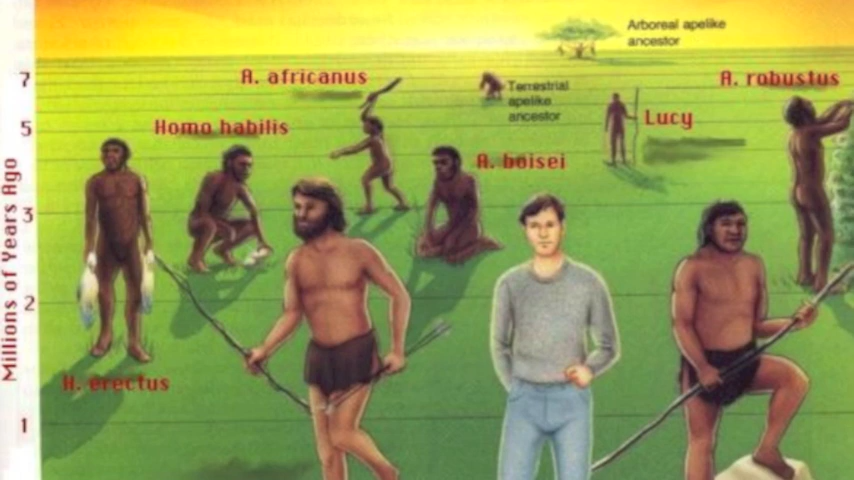 Arboreal apelike
ancestor
7
A. africanus
Terrestrial
apelike
ancestor
A. robustus
5
Homo habilis
Lucy
A. boisei
Millions of Years Ago
3
2
H. erectus
1